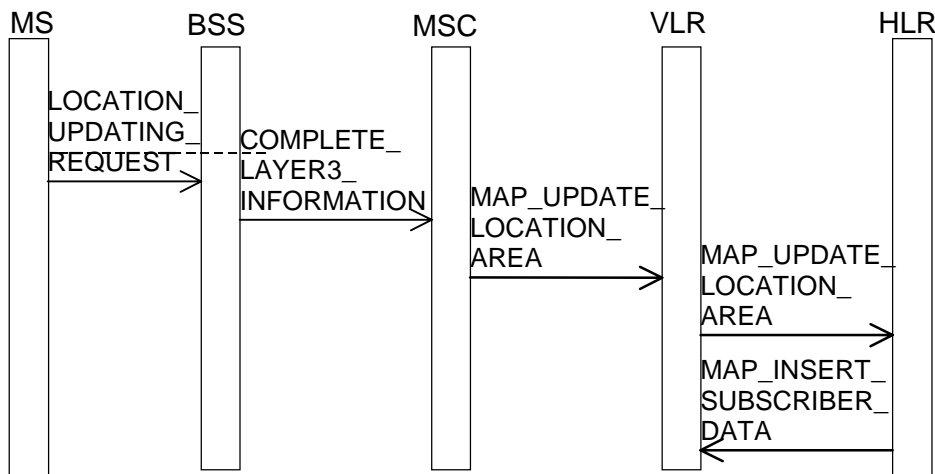 MS
BSS
MSC
VLR
HLR
LOCATION_
UPDATING_
REQUEST
COMPLETE_
LAYER3_
INFORMATION
MAP_UPDATE_
LOCATION_
AREA
MAP_UPDATE_
LOCATION_
AREA
MAP_INSERT_
SUBSCRIBER_
DATA